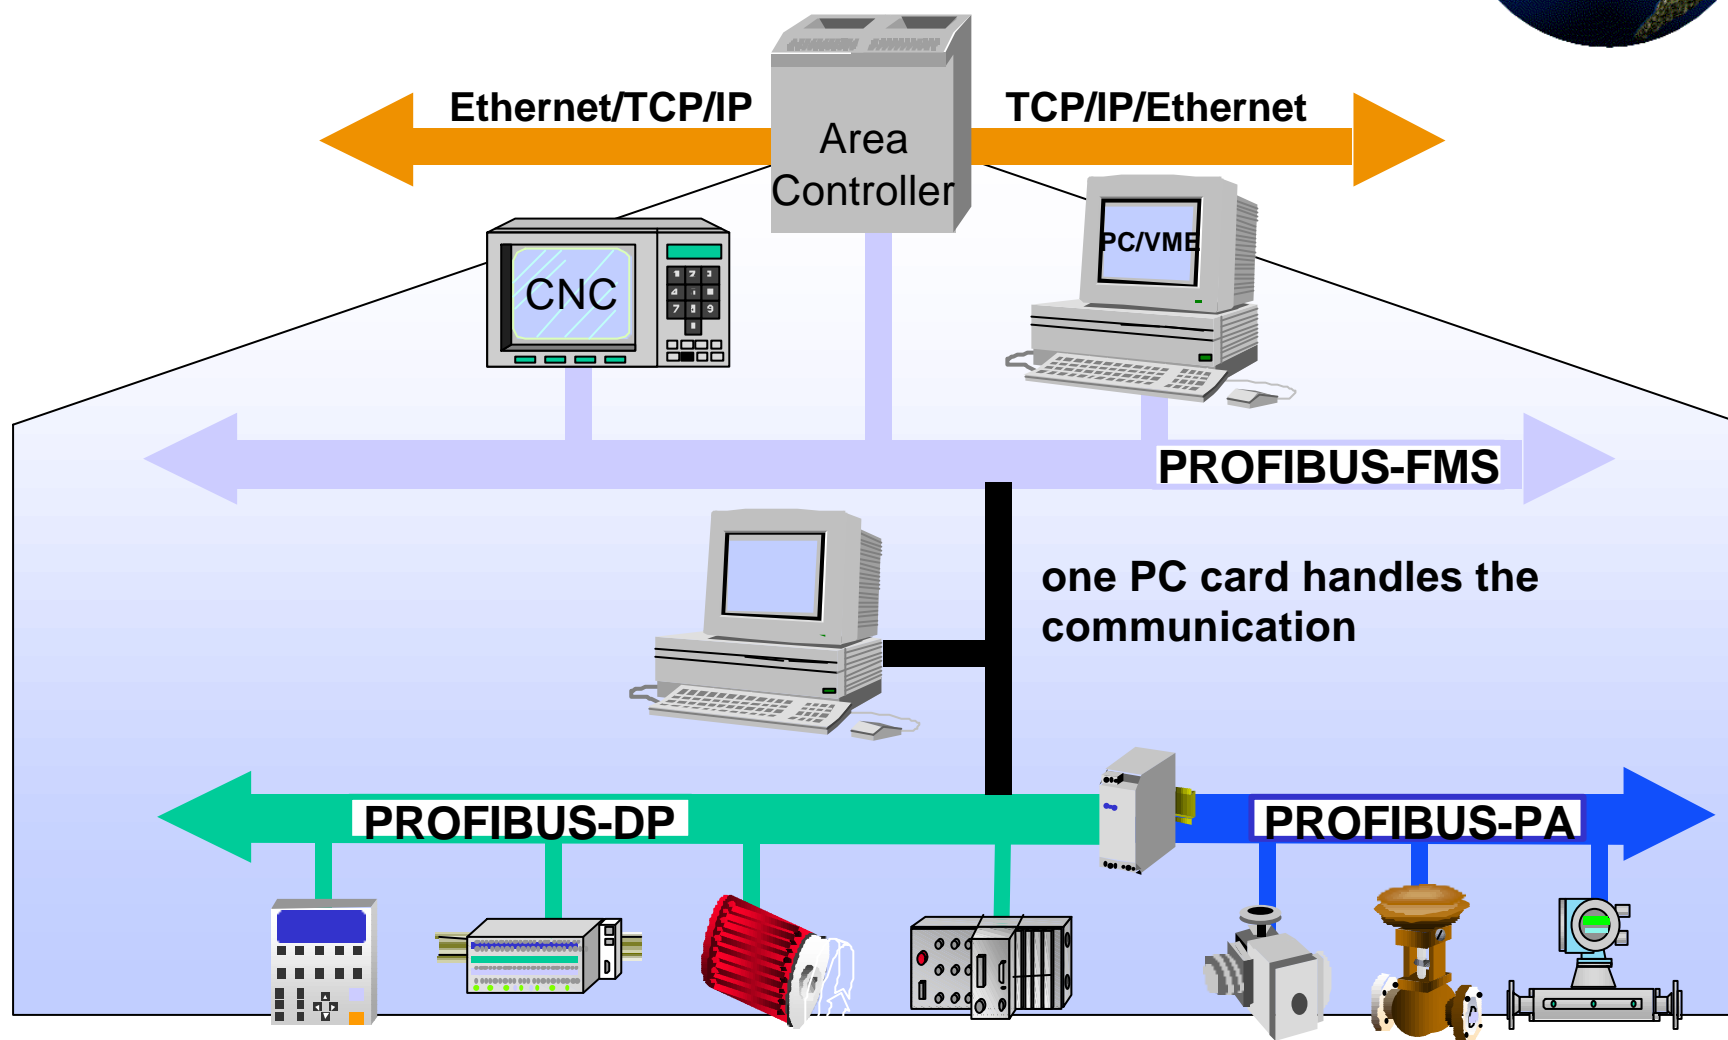 Ethernet/TCP/IP
TCP/IP/Ethernet
Area
Controller
PC/VME
CNC
PROFIBUS-FMS
one PC card handles the
communication
PROFIBUS-DP
PROFIBUS-PA